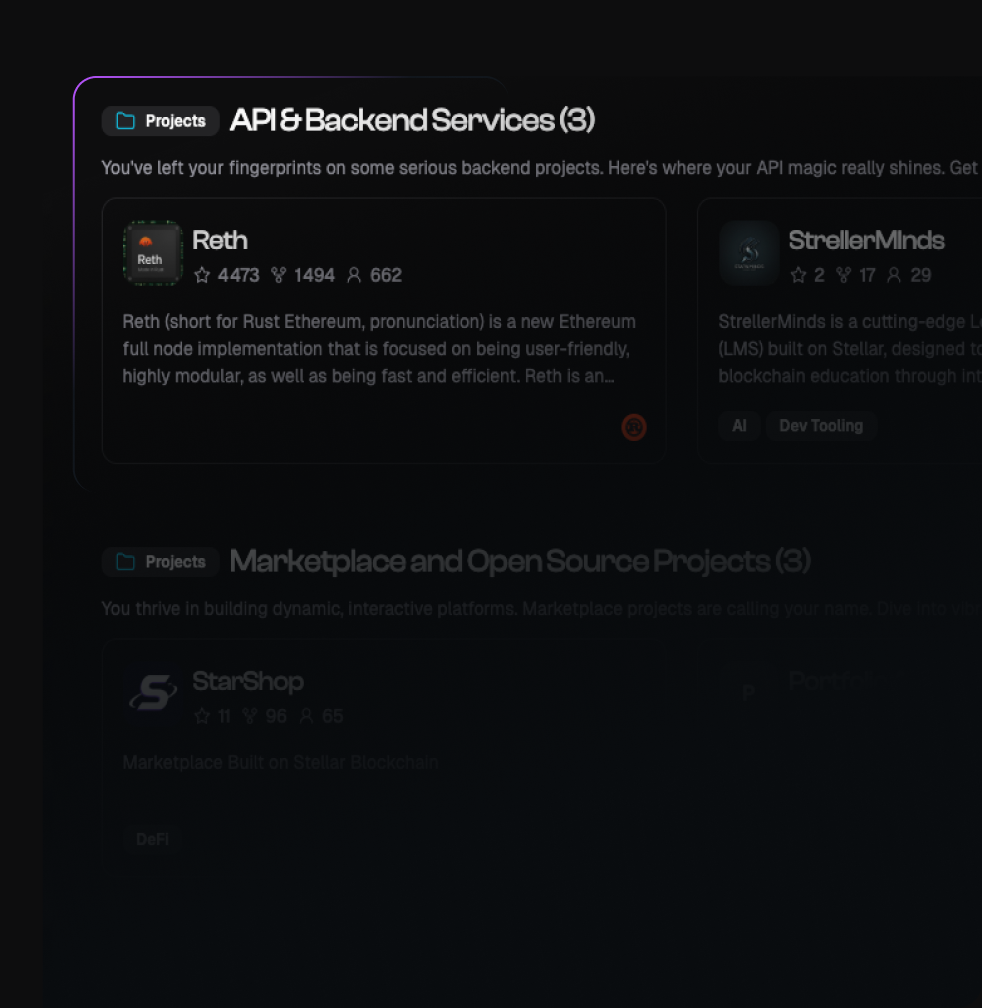 Projects API & Backend Services (3)
You've left your fingerprints on some serious backend projects. Here's where your API magic really shines. Get
Reth
Reth
4473 1494 662
Reth (short for Rust Ethereum, pronunciation) is a new Ethereum
full node implementation that is focused on being user-friendly,
highly modular, as well as being fast and efficient. Reth is an...
StrellerMinds
2 17 29
StrellerMinds is a cutting-edge
(LMS) built on Stellar, designed
blockchain education through
AI Dev Tooling
Projects Marketplace and Open Source Projects (3)
You thrive in building dynamic, interactive platforms. Marketplace projects are calling your name. Dive into
S
StarShop
11 96 65
Marketplace Built on Stellar Blockchain
DeFi
P